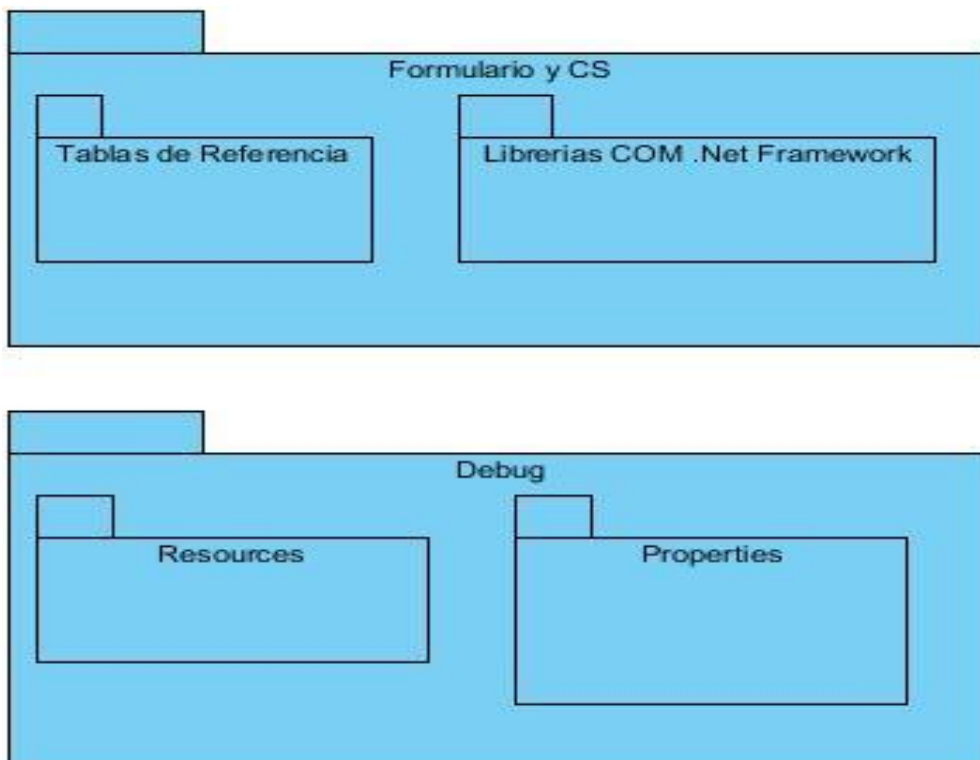 Formulario y CS
Tablas de Referencia
Librerias COM .Net Framework
Debug
Resources
Properties